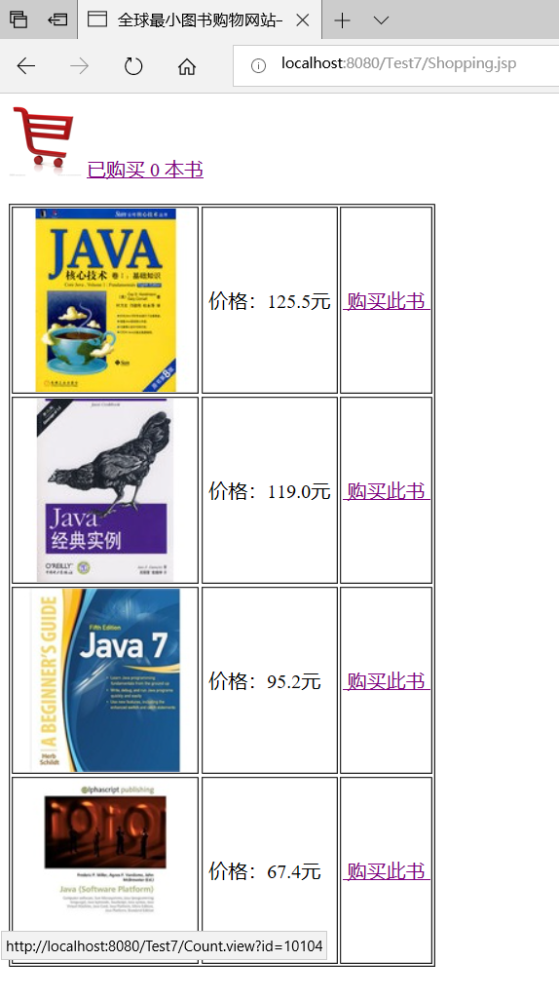 全球最小图书购物网站-
localhost:8080/Test7/Shopping.jsp
已购买 0 本书
JAVA
核心技术 卷Ⅰ:基础知识
价格：125.5元
购买此书
Java
经典实例
O'REILLY
价格：119.0元
购买此书
A BEGINNER'S GUIDE
Fifth Edition
Java 7
Herb
Schildt
价格：95.2元
购买此书
alphascript publishing
Java (Software Platform)
价格：67.4元
购买此书
http://localhost:8080/Test7/Count.view?id=10104